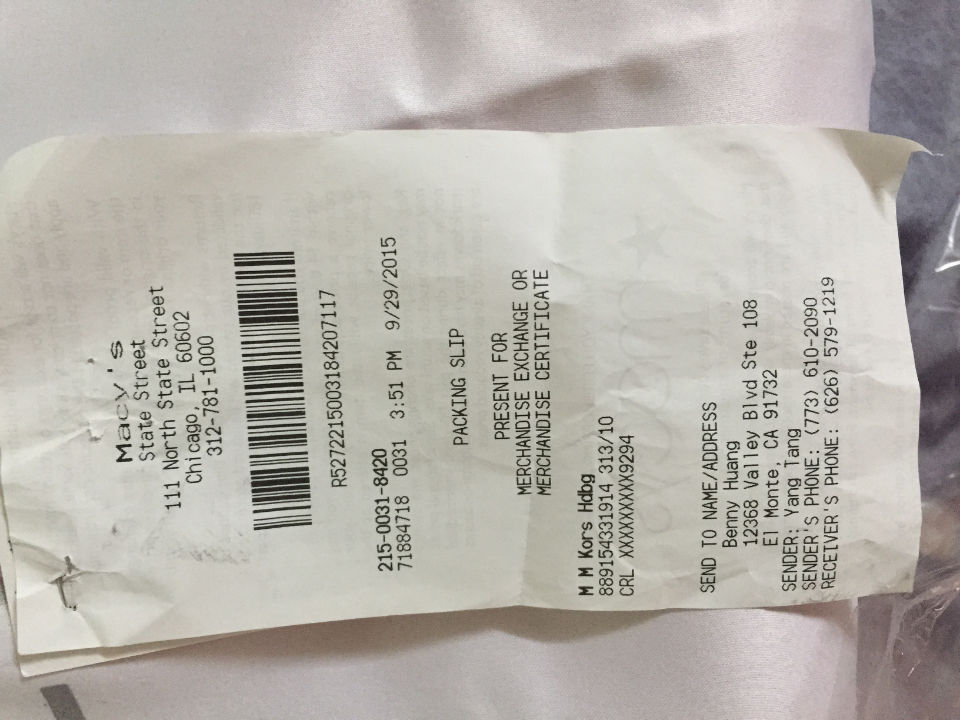 Macy's
State Street
111 North State Street
Chicago, IL 60602
312-781-1000
R5272215003184207117
215-0031-8420
71884718 0031 3:51 PM 9/29/2015
PACKING SLIP
PRESENT FOR
MERCHANDISE EXCHANGE OR
MERCHANDISE CERTIFICATE
M M Kors Hdbg
889154331914 313/10
CRL XXXXXXXXX9294
SEND TO NAME/ADDRESS
Benny Huang
12368 Valley Blvd Ste 108
El Monte, CA 91732
SENDER: Yang Tang
SENDER'S PHONE: (773) 610-2090
RECEIVER'S PHONE: (626) 579-1219